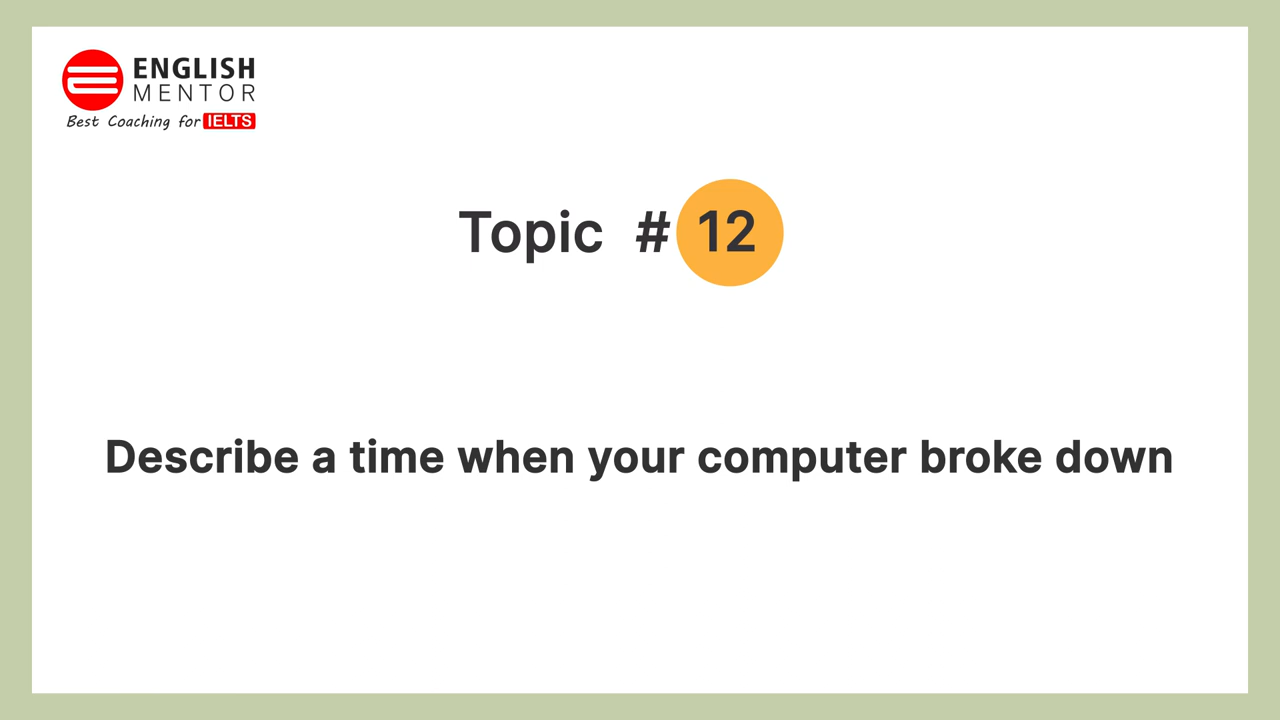 ENGLISH
MENTOR
Best Coaching for IELTS
Topic # 12
Describe a time when your computer broke down